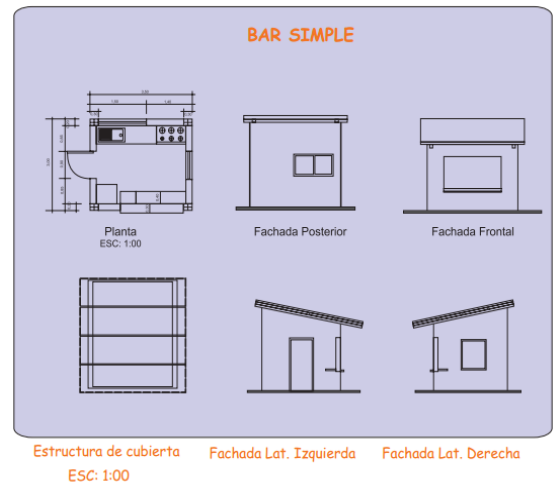 BAR SIMPLE
Planta
ESC: 1:00
Fachada Posterior
Fachada Frontal
Estructura de cubierta
ESC: 1:00
Fachada Lat. Izquierda
Fachada Lat. Derecha